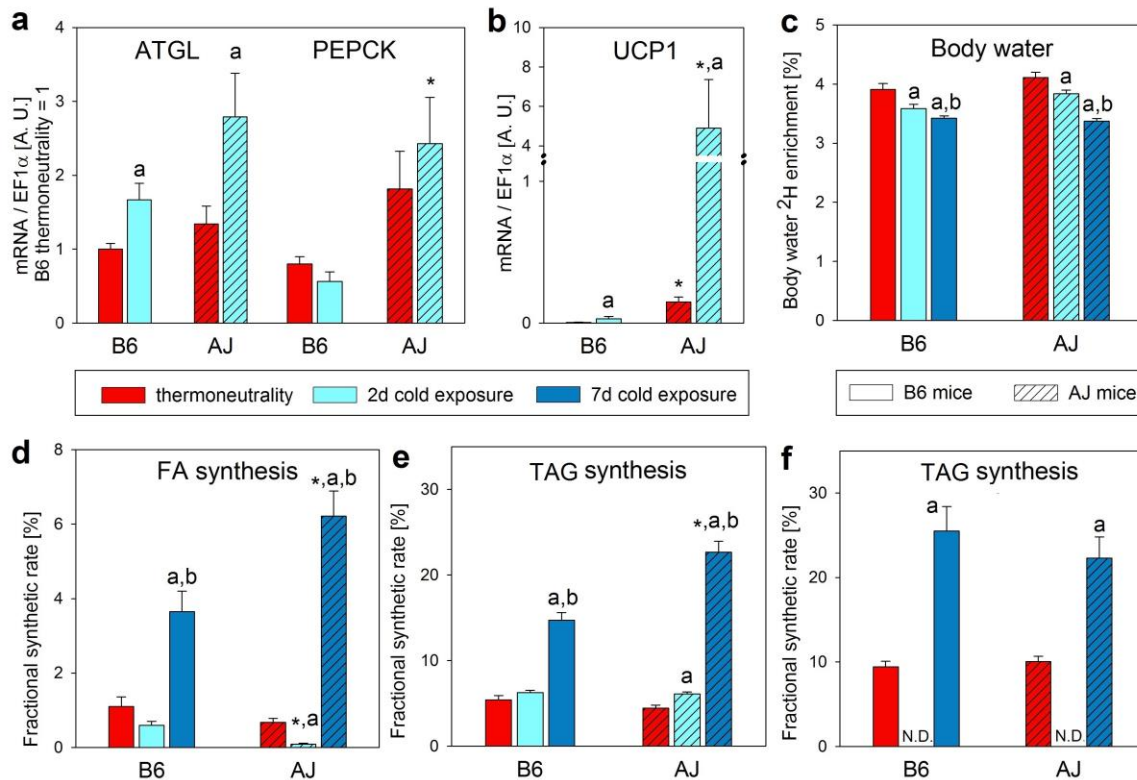 a
ATGL PEPCK
mRNA / EF1α [A. U.]
B6 thermoneutrality = 1
4
3
2
1
0
a
a
*
B6 AJ B6 AJ
b
UCP1
mRNA / EF1α [A. U.]
10
8
6
4
1
0
a
*
*,a
B6 AJ
c
Body water
Body water ²H enrichment [%]
5
4
3
2
1
0
a
a,b
a
a,b
B6 AJ
thermoneutrality 2d cold exposure 7d cold exposure
B6 mice AJ mice
d
FA synthesis
Fractional synthetic rate [%]
8
6
4
2
0
a,b
*,a
*,a,b
B6 AJ
e
TAG synthesis
Fractional synthetic rate [%]
30
20
10
0
a,b
a
*,a,b
B6 AJ
f
TAG synthesis
Fractional synthetic rate [%]
30
20
10
0
N.D.
a
N.D.
a
B6 AJ